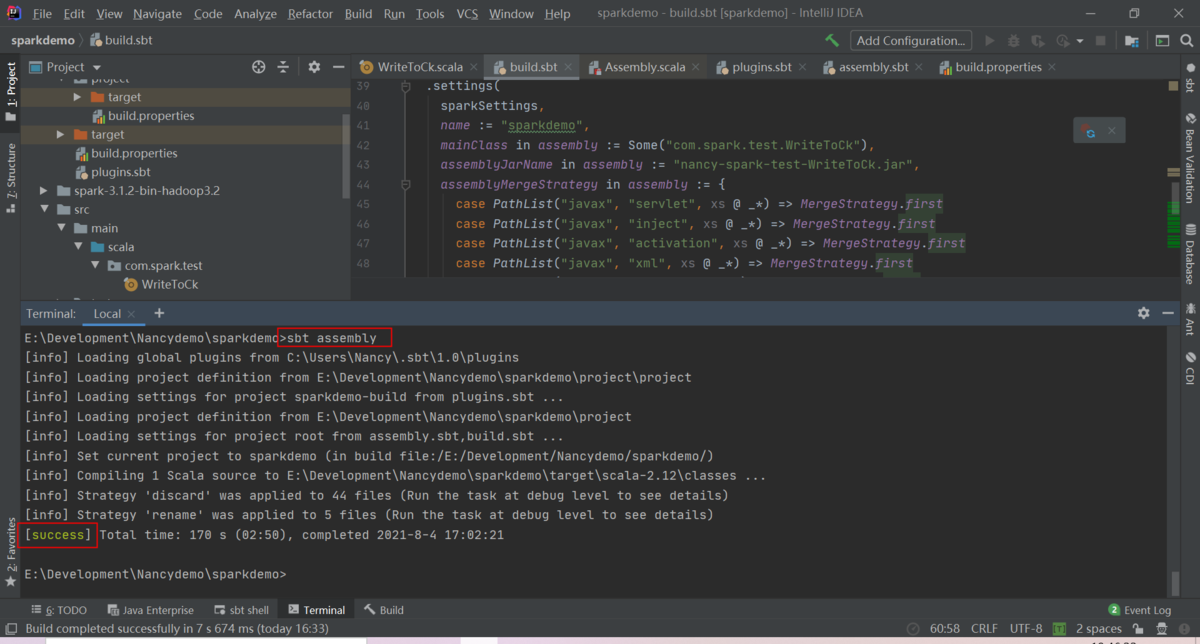 File Edit View Navigate Code Analyze Refactor Build Run Tools VCS Window Help sparkdemo - build.sbt [sparkdemo] - IntelliJ IDEA
sparkdemo build.sbt Add Configuration...
Project WriteToCk.scala build.sbt Assembly.scala plugins.sbt assembly.sbt build.properties
project
target
build.properties
target
build.properties
plugins.sbt
spark-3.1.2-bin-hadoop3.2
src
main
scala
com.spark.test
WriteToCk
39 .settings(
40 sparkSettings,
41 name := "sparkdemo",
42 mainClass in assembly := Some("com.spark.test.WriteToCk"),
43 assemblyJarName in assembly := "nancy-spark-test-WriteToCk.jar",
44 assemblyMergeStrategy in assembly := {
45 case PathList("javax", "servlet", xs @ _*) => MergeStrategy.first
46 case PathList("javax", "inject", xs @ _*) => MergeStrategy.first
47 case PathList("javax", "activation", xs @ _*) => MergeStrategy.first
48 case PathList("javax", "xml", xs @ _*) => MergeStrategy.first
1: Project
7: Structure
2: Favorites
sbt
Bean Validation
Database
Ant
CDI
Terminal: Local +
E:\Development\Nancydemo\sparkdemo>sbt assembly
[info] Loading global plugins from C:\Users\Nancy\.sbt\1.0\plugins
[info] Loading project definition from E:\Development\Nancydemo\sparkdemo\project\project
[info] Loading settings for project sparkdemo-build from plugins.sbt ...
[info] Loading project definition from E:\Development\Nancydemo\sparkdemo\project
[info] Loading settings for project root from assembly.sbt,build.sbt ...
[info] Set current project to sparkdemo (in build file:/E:/Development/Nancydemo/sparkdemo/)
[info] Compiling 1 Scala source to E:\Development\Nancydemo\sparkdemo\target\scala-2.12\classes ...
[info] Strategy 'discard' was applied to 44 files (Run the task at debug level to see details)
[info] Strategy 'rename' was applied to 5 files (Run the task at debug level to see details)
[success] Total time: 170 s (02:50), completed 2021-8-4 17:02:21
E:\Development\Nancydemo\sparkdemo>
6: TODO Java Enterprise sbt shell Terminal Build 2 Event Log
Build completed successfully in 7 s 674 ms (today 16:33) 60:58 CRLF UTF-8 2 spaces